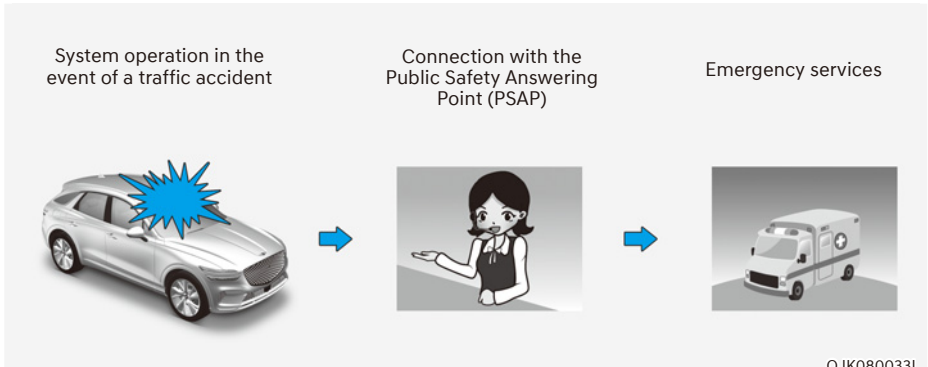 System operation in the
event of a traffic accident
Connection with the
Public Safety Answering
Point (PSAP)
Emergency services